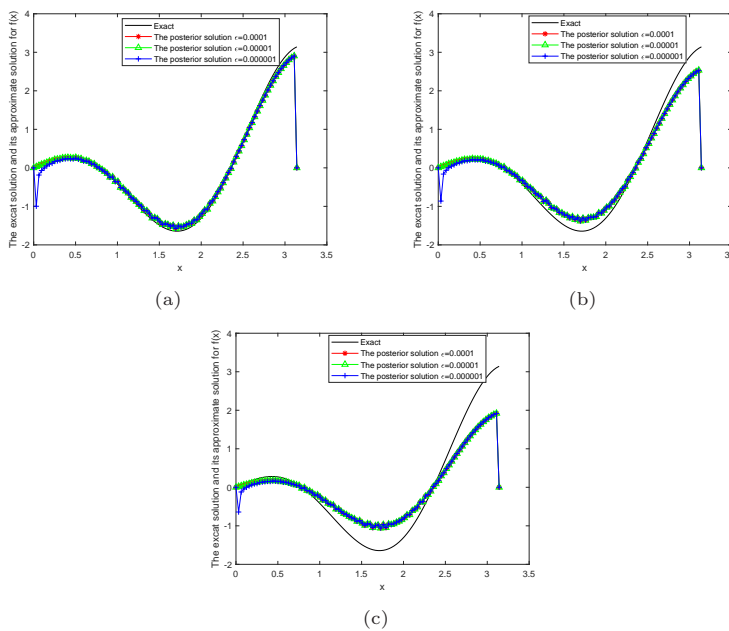 The excat solution and its approximate solution for f(x)
4
3
2
1
0
-1
-2
Exact
The posterior solution ϵ=0.0001
The posterior solution ϵ=0.00001
The posterior solution ϵ=0.000001
0 0.5 1 1.5 2 2.5 3 3.5
x
(a)
The excat solution and its approximate solution for f(x)
4
3
2
1
0
-1
-2
Exact
The posterior solution ϵ=0.0001
The posterior solution ϵ=0.00001
The posterior solution ϵ=0.000001
0 0.5 1 1.5 2 2.5 3 3.5
x
(b)
The excat solution and its approximate solution for f(x)
4
3
2
1
0
-1
-2
Exact
The posterior solution ϵ=0.0001
The posterior solution ϵ=0.00001
The posterior solution ϵ=0.000001
0 0.5 1 1.5 2 2.5 3 3.5
x
(c)